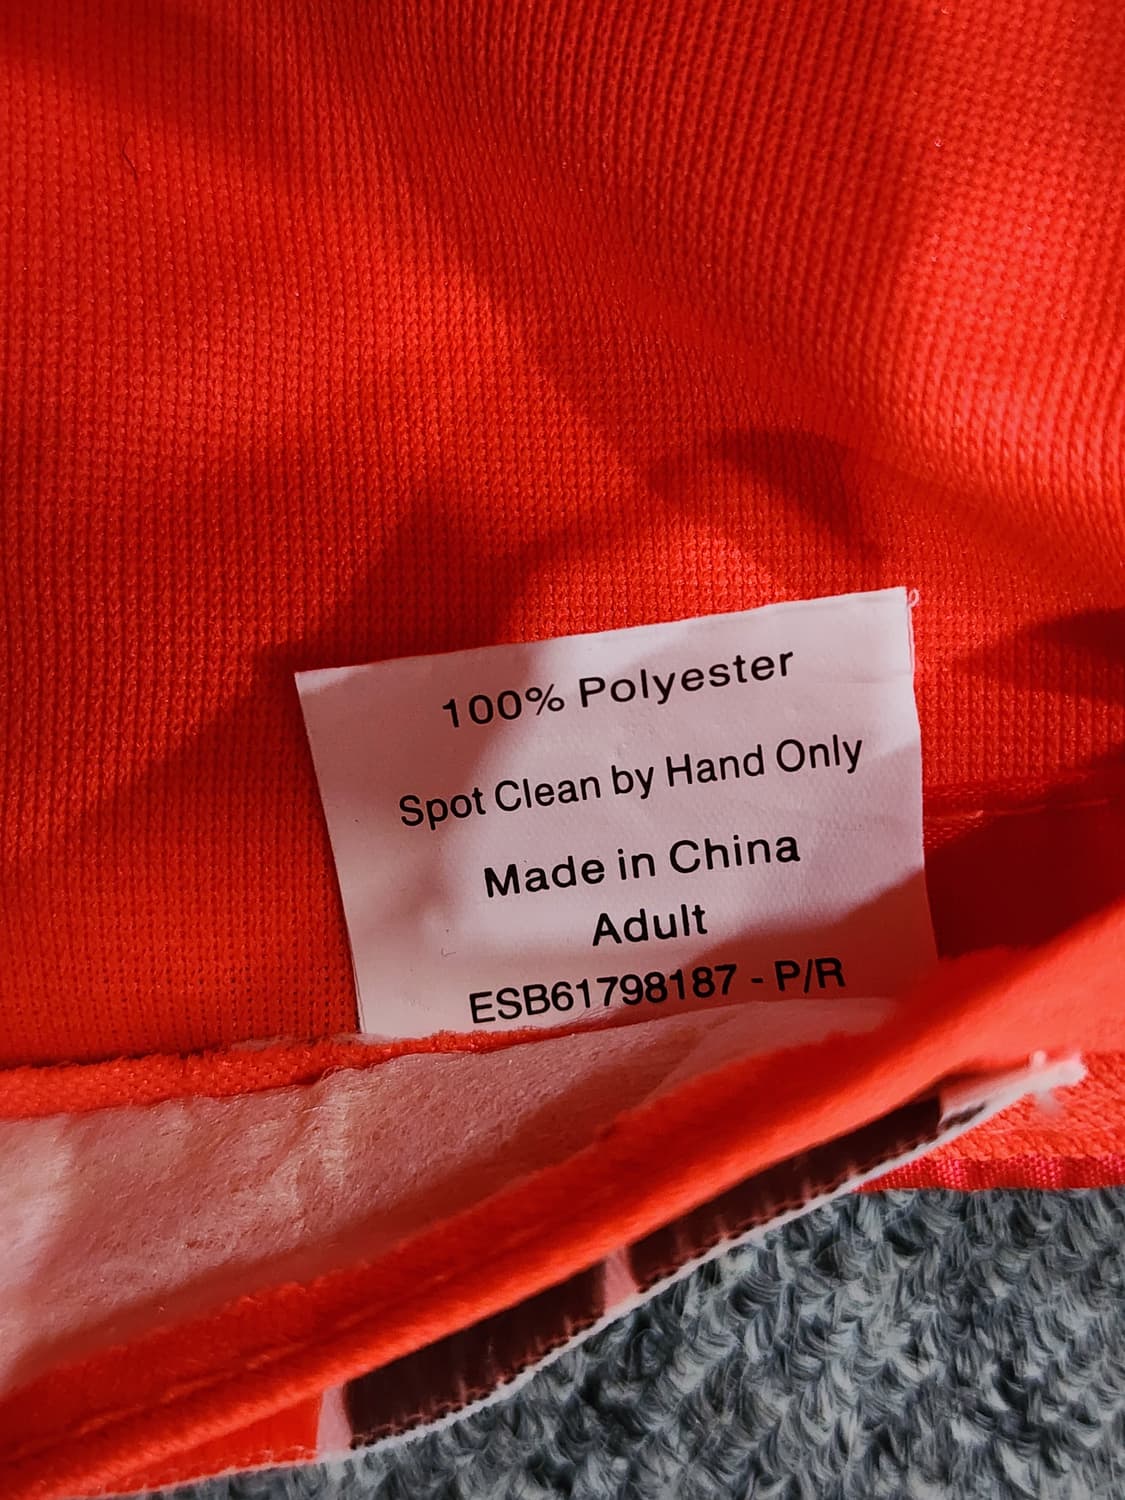 100% Polyester
Spot Clean by Hand Only
Made in China
Adult
ESB61798187 - P/R